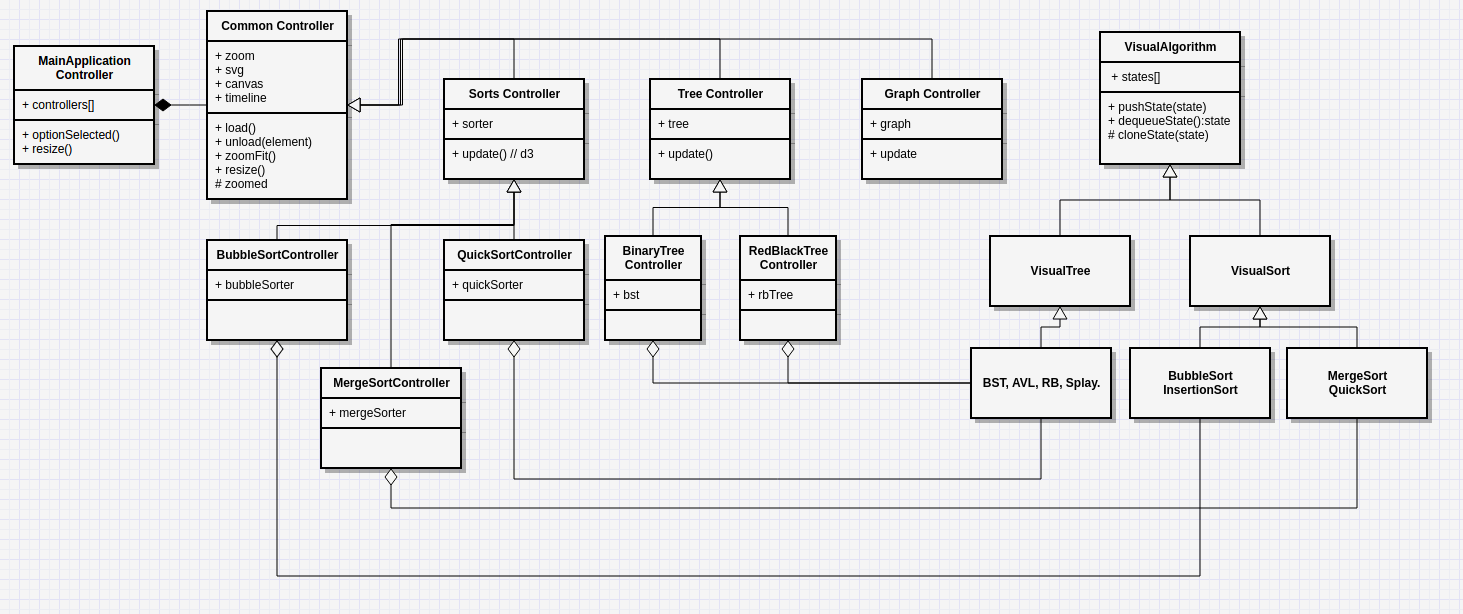 MainApplication
Controller
+ controllers[]
+ optionSelected()
+ resize()
Common Controller
+ zoom
+ svg
+ canvas
+ timeline
+ load()
+ unload(element)
+ zoomFit()
+ resize()
# zoomed
Sorts Controller
+ sorter
+ update() // d3
Tree Controller
+ tree
+ update()
Graph Controller
+ graph
+ update
VisualAlgorithm
+ states[]
+ pushState(state)
+ dequeueState():state
# cloneState(state)
BubbleSortController
+ bubbleSorter
QuickSortController
+ quickSorter
BinaryTree
Controller
+ bst
RedBlackTree
Controller
+ rbTree
VisualTree
VisualSort
MergeSortController
+ mergeSorter
BST, AVL, RB, Splay.
BubbleSort
InsertionSort
MergeSort
QuickSort